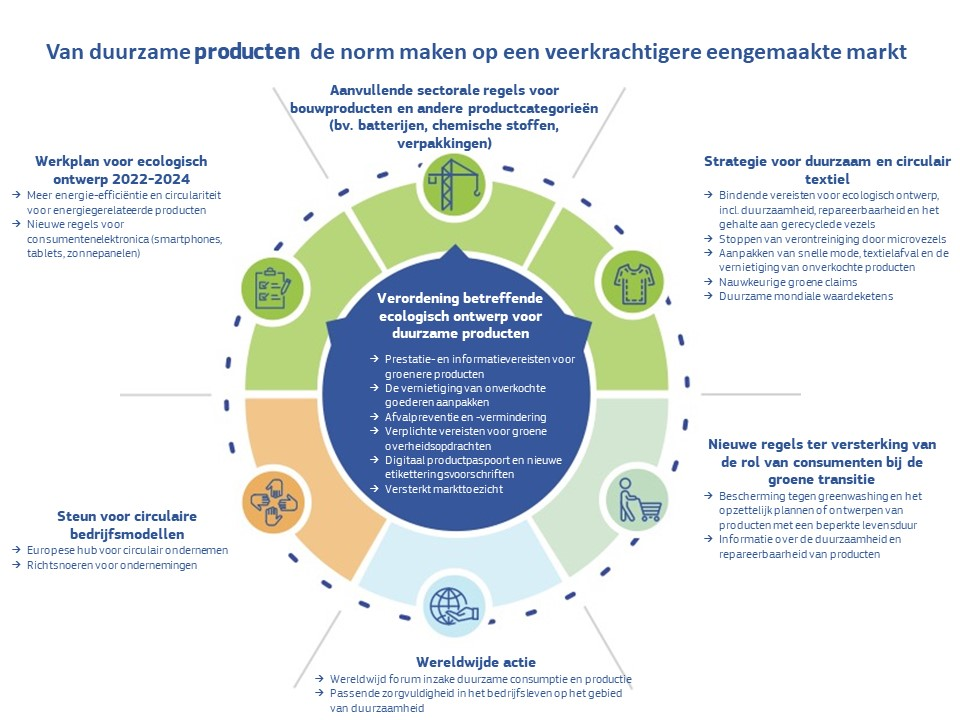 Van duurzame producten de norm maken op een veerkrachtigere eengemaakte markt
Aanvullende sectorale regels voor
bouwproducten en andere productcategorieën
(bv. batterijen, chemische stoffen,
verpakkingen)
Werkplan voor ecologisch
ontwerp 2022-2024
→ Meer energie-efficiëntie en circulariteit
voor energiegerelateerde producten
→ Nieuwe regels voor
consumentenelektronica (smartphones,
tablets, zonnepanelen)
Strategie voor duurzaam en circulair
textiel
→ Bindende vereisten voor ecologisch ontwerp,
incl. duurzaamheid, repareerbaarheid en het
gehalte aan gerecyclede vezels
→ Stoppen van verontreiniging door microvezels
→ Aanpakken van snelle mode, textielafval en de
vernietiging van onverkochte producten
→ Nauwkeurige groene claims
→ Duurzame mondiale waardeketens
Verordening betreffende
ecologisch ontwerp voor
duurzame producten
→ Prestatie- en informatievereisten voor
groenere producten
→ De vernietiging van onverkochte
goederen aanpakken
→ Afvalpreventie en -vermindering
→ Verplichte vereisten voor groene
overheidsopdrachten
→ Digitaal productpaspoort en nieuwe
etiketteringsvoorschriften
→ Versterkt markttoezicht
Nieuwe regels ter versterking van
de rol van consumenten bij de
groene transitie
→ Bescherming tegen greenwashing en het
opzettelijk plannen of ontwerpen van
producten met een beperkte levensduur
→ Informatie over de duurzaamheid en
repareerbaarheid van producten
Steun voor circulaire
bedrijfsmodellen
→ Europese hub voor circulair ondernemen
→ Richtsnoeren voor ondernemingen
Wereldwijde actie
→ Wereldwijd forum inzake duurzame consumptie en productie
→ Passende zorgvuldigheid in het bedrijfsleven op het gebied
van duurzaamheid